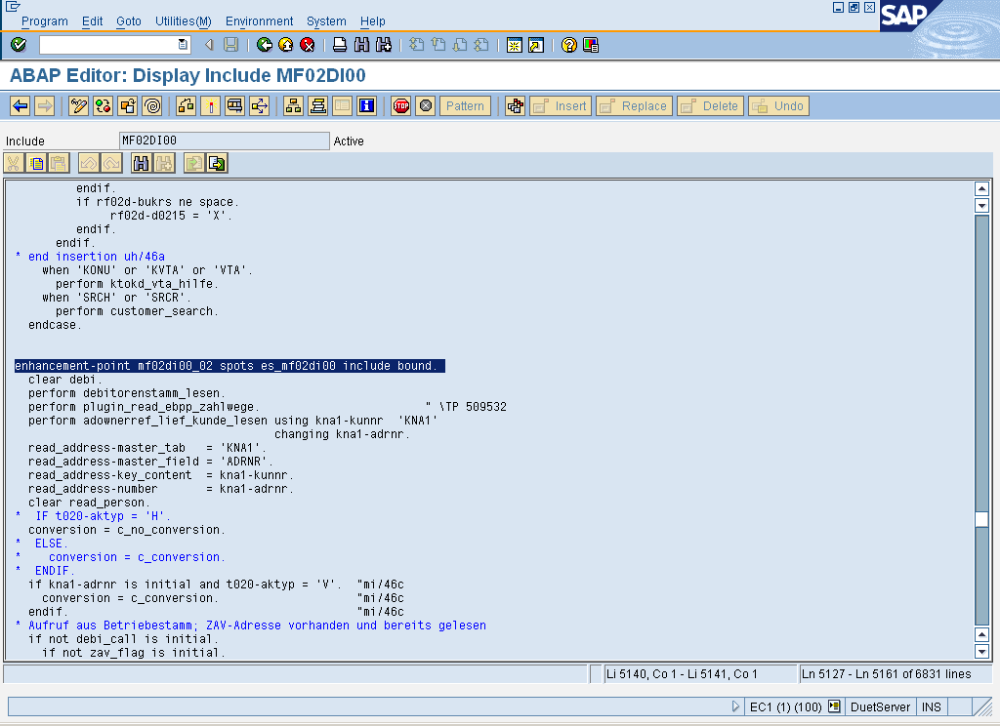 Program Edit Goto Utilities(M) Environment System Help
SAP
ABAP Editor: Display Include MF02DI00
STOP Pattern Insert Replace Delete Undo
Include MF02DI00 Active
endif.
if rf02d-bukrs ne space.
rf02d-d0215 = 'X'.
endif.
endif.
* end insertion uh/46a
when 'KONU' or 'KVTA' or 'VTA'.
perform ktokd_vta_hilfe.
when 'SRCH' or 'SRCR'.
perform customer_search.
endcase.
enhancement-point mf02di00_02 spots es_mf02di00 include bound.
clear debi.
perform debitorenstamm_lesen.
perform plugin_read_ebpp_zahlwege. " \TP 509532
perform adownerref_lief_kunde_lesen using kna1-kunnr 'KNA1'
changing kna1-adrnr.
read_address-master_tab = 'KNA1'.
read_address-master_field = 'ADRNR'.
read_address-key_content = kna1-kunnr.
read_address-number = kna1-adrnr.
clear read_person.
* IF t020-aktyp = 'H'.
conversion = c_no_conversion.
* ELSE.
* conversion = c_conversion.
* ENDIF.
if kna1-adrnr is initial and t020-aktyp = 'V'. "mi/46c
conversion = c_conversion. "mi/46c
endif. "mi/46c
* Aufruf aus Betriebestamm; ZAV-Adresse vorhanden und bereits gelesen
if not debi_call is initial.
if not zav_flag is initial.
Li 5140, Co 1 - Li 5141, Co 1 Ln 5127 - Ln 5161 of 6831 lines
EC1 (1) (100) DuetServer INS